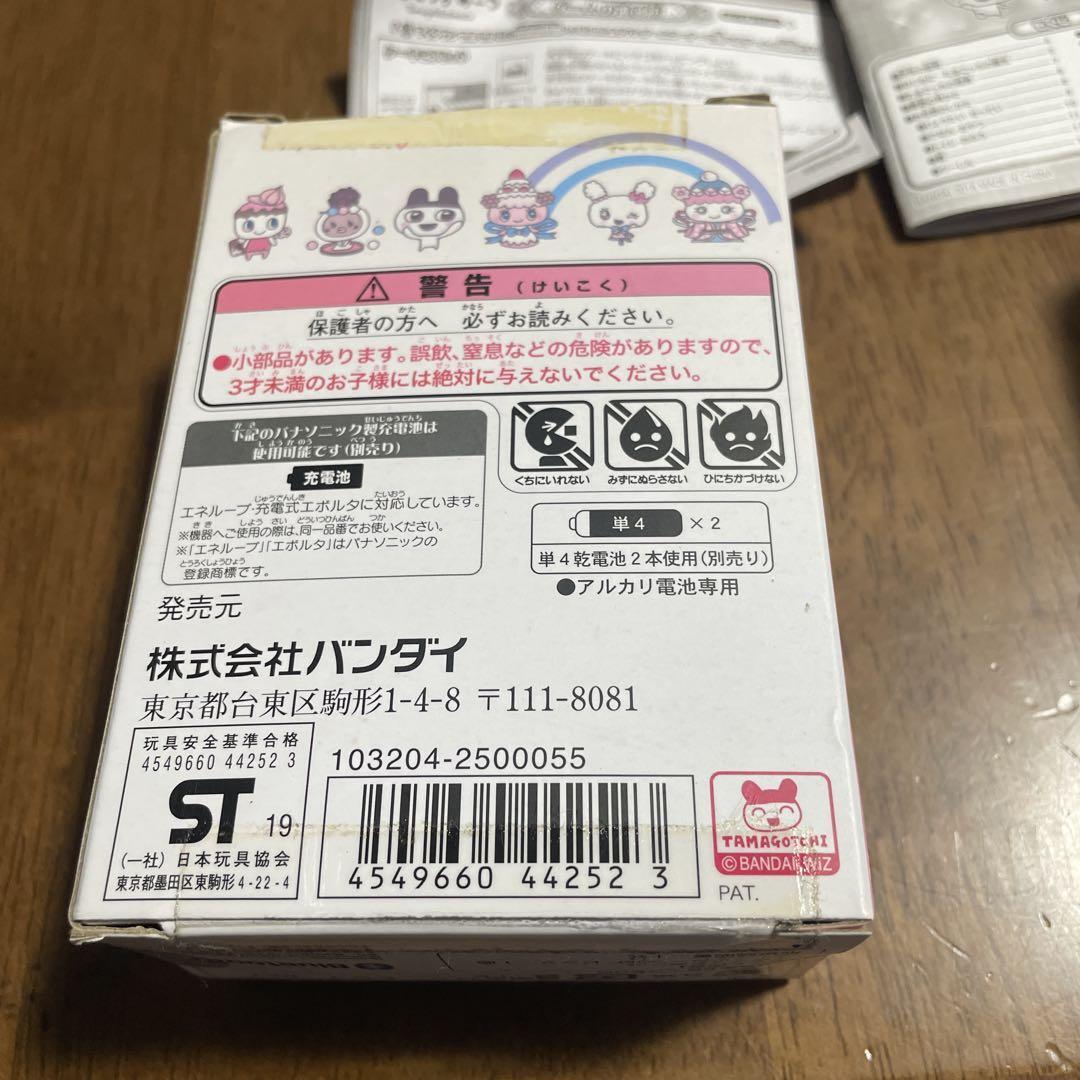 警告 (けいこく)
保護者の方へ 必ずお読みください。
●小部品があります。誤飲、窒息などの危険がありますので、
3才未満のお子様には絶対に与えないでください。
下記のパナソニック製充電池は
使用可能です(別売り)
充電池
エネループ・充電式エボルタに対応しています。
※機器へご使用の際は、同一品番でお使いください。
※「エネループ」「エボルタ」はパナソニックの
登録商標です。
くちにいれない
みずにぬらさない
ひにちかづけない
単4 ×2
単4乾電池2本使用(別売り)
●アルカリ電池専用
発売元
株式会社バンダイ
東京都台東区駒形1-4-8 〒111-8081
玩具安全基準合格
4549660 44252 3
ST 19
(一社)日本玩具協会
東京都墨田区東駒形4-22-4
103204-2500055
4549660 442523
TAMAGOTCHI
©BANDAI, WiZ
PAT.